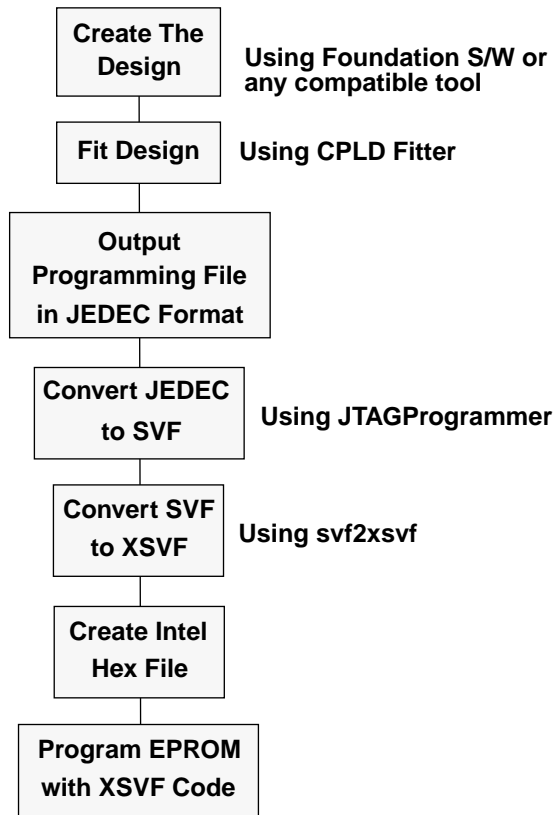 Create The
Design
Using Foundation S/W or
any compatible tool
Fit Design
Using CPLD Fitter
Output
Programming File
in JEDEC Format
Convert JEDEC
to SVF
Using JTAGProgrammer
Convert SVF
to XSVF
Using svf2xsvf
Create Intel
Hex File
Program EPROM
with XSVF Code